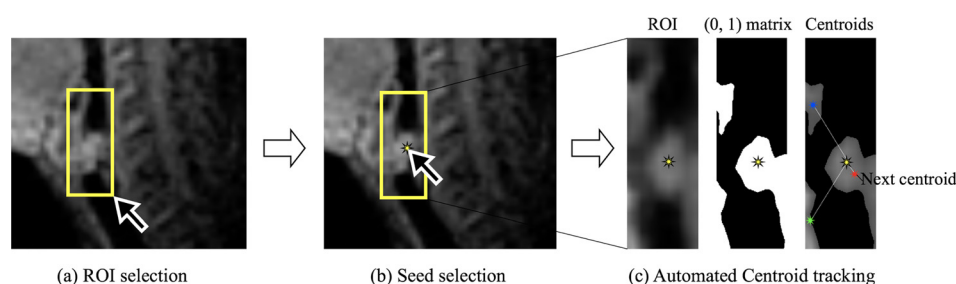 ROI (0, 1) matrix Centroids
Next centroid
(a) ROI selection (b) Seed selection (c) Automated Centroid tracking